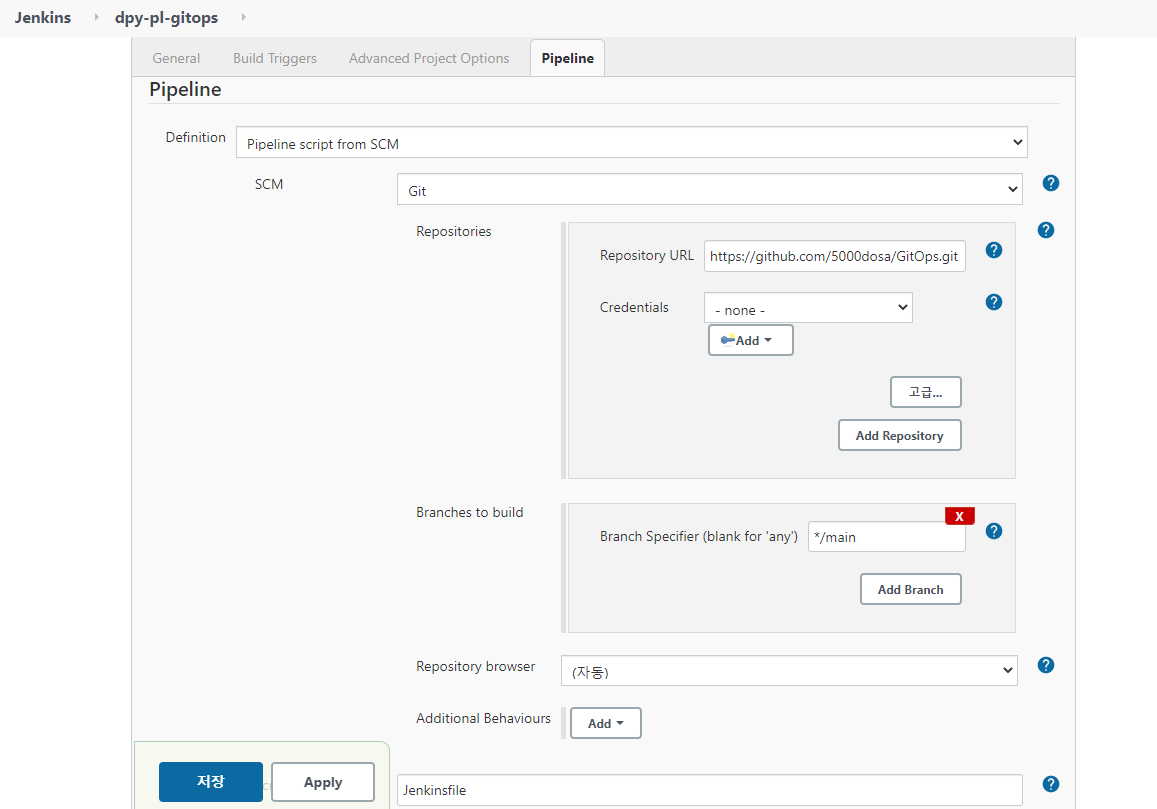 Jenkins dpy-pl-gitops
General Build Triggers Advanced Project Options Pipeline
Pipeline
Definition Pipeline script from SCM
SCM Git ?
Repositories ?
Repository URL https://github.com/5000dosa/GitOps.git ?
Credentials - none - ?
Add
고급...
Add Repository
Branches to build
X
Branch Specifier (blank for 'any') */main ?
Add Branch
Repository browser (자동) ?
Additional Behaviours Add
저장 Apply
Jenkinsfile ?